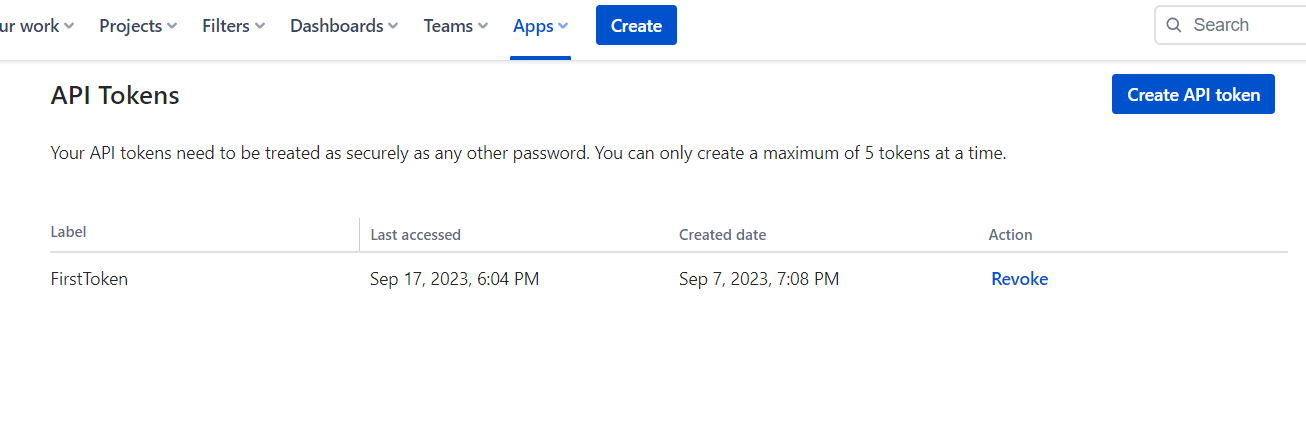 ur work Projects Filters Dashboards Teams Apps Create Search
API Tokens Create API token
Your API tokens need to be treated as securely as any other password. You can only create a maximum of 5 tokens at a time.
Label Last accessed Created date Action
FirstToken Sep 17, 2023, 6:04 PM Sep 7, 2023, 7:08 PM Revoke